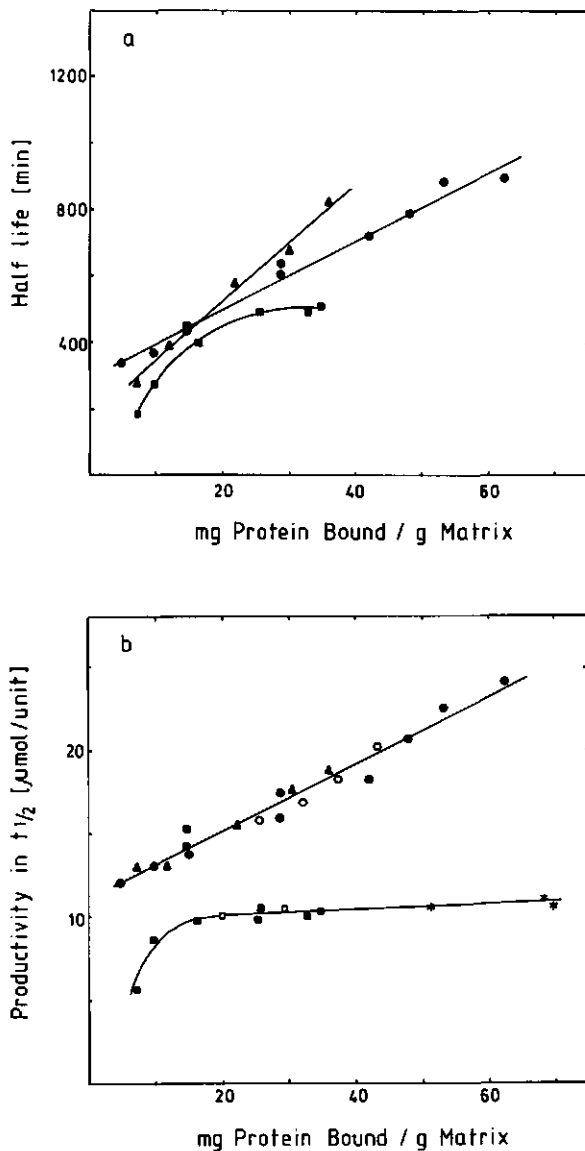 a
1200
800
400
Half life [min]
20 40 60
mg Protein Bound / g Matrix
b
20
10
Productivity in t1/2 [µmol/unit]
20 40 60
mg Protein Bound / g Matrix